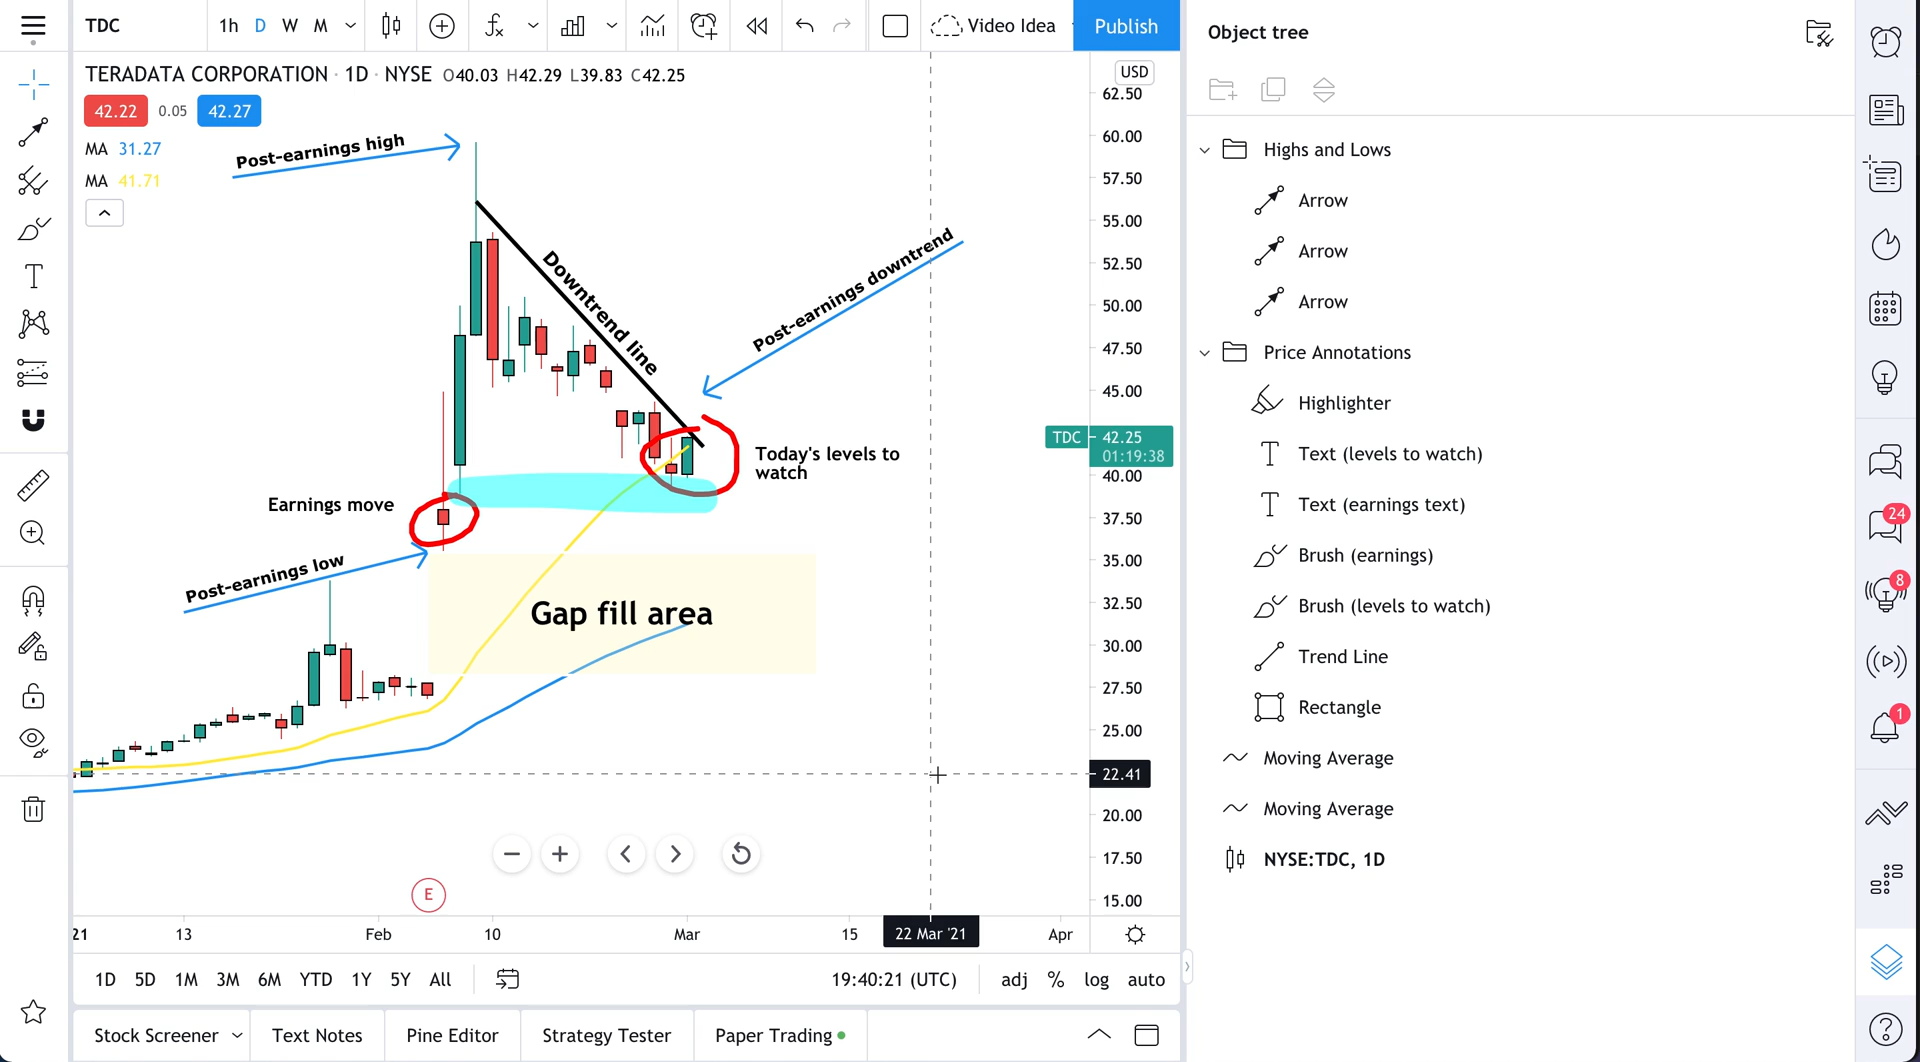 TDC
1h D W M
Video Idea
Publish
TERADATA CORPORATION · 1D · NYSE O40.03 H42.29 L39.83 C42.25
42.22 0.05 42.27
MA 31.27
MA 41.71
USD
62.50
60.00
57.50
55.00
52.50
50.00
47.50
45.00
TDC 42.25
01:19:38
40.00
37.50
35.00
32.50
30.00
27.50
25.00
22.41
20.00
17.50
15.00
Post-earnings high
Downtrend line
Post-earnings downtrend
Today's levels to
watch
Earnings move
Post-earnings low
Gap fill area
E
21 13 Feb 10 Mar 15 22 Mar '21 Apr
1D 5D 1M 3M 6M YTD 1Y 5Y All
19:40:21 (UTC) adj % log auto
Stock Screener Text Notes Pine Editor Strategy Tester Paper Trading
Object tree
Highs and Lows
Arrow
Arrow
Arrow
Price Annotations
Highlighter
Text (levels to watch)
Text (earnings text)
Brush (earnings)
Brush (levels to watch)
Trend Line
Rectangle
Moving Average
Moving Average
NYSE:TDC, 1D
24
8
1